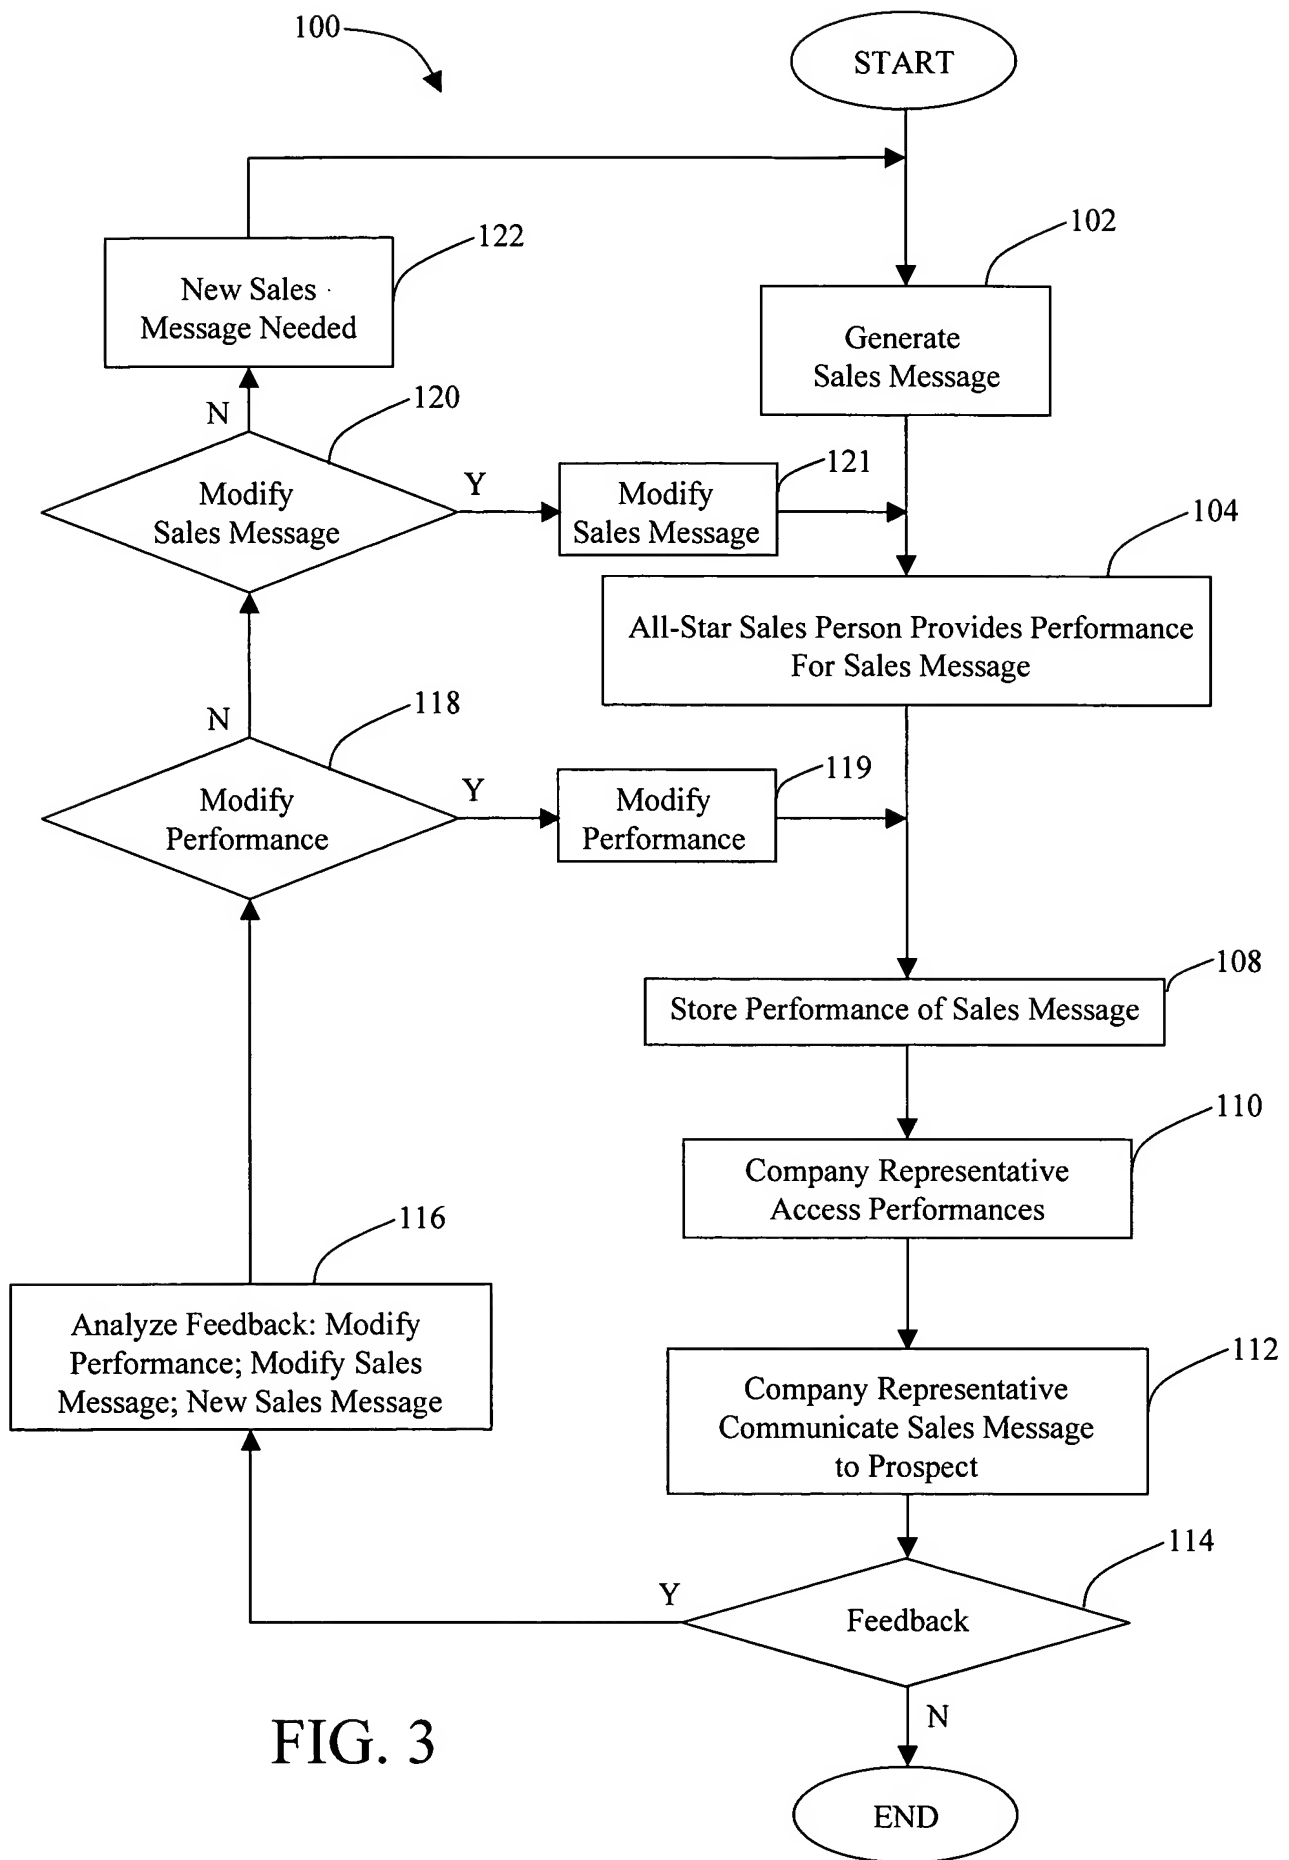 100
START
102
122
New Sales
Message Needed
Generate
Sales Message
N
120
Modify
Sales Message
Y
121
Modify
Sales Message
104
All-Star Sales Person Provides Performance
For Sales Message
N
118
Modify
Performance
Y
119
Modify
Performance
108
Store Performance of Sales Message
110
Company Representative
Access Performances
116
Analyze Feedback: Modify
Performance; Modify Sales
Message; New Sales Message
112
Company Representative
Communicate Sales Message
to Prospect
114
Y
Feedback
N
FIG. 3
END